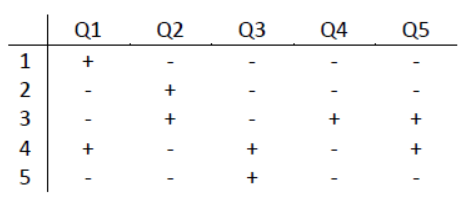 Q1 Q2 Q3 Q4 Q5
1 + - - - -
2 - + - - -
3 - + - + +
4 + - + - +
5 - - + - -